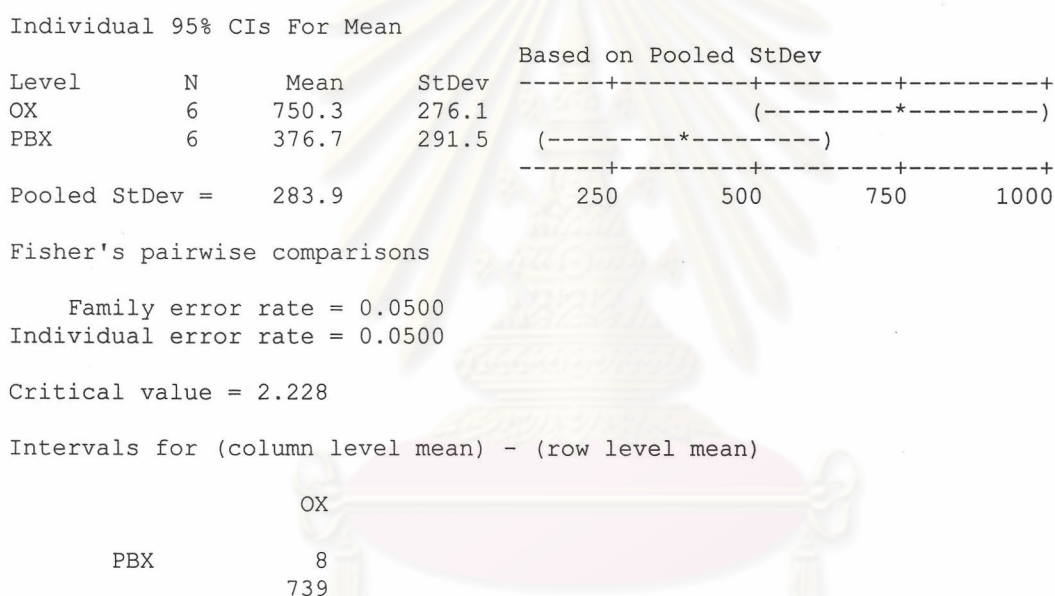 Individual 95% CIs For Mean
                                   Based on Pooled StDev
Level       N      Mean     StDev  ------+---------+---------+---------+
OX          6     750.3     276.1                  (---------*---------)
PBX         6     376.7     291.5   (---------*---------)
                                   ------+---------+---------+---------+
Pooled StDev =    283.9                250       500       750      1000
Fisher's pairwise comparisons
    Family error rate = 0.0500
Individual error rate = 0.0500
Critical value = 2.228
Intervals for (column level mean) - (row level mean)
                    OX
       PBX           8
                   739